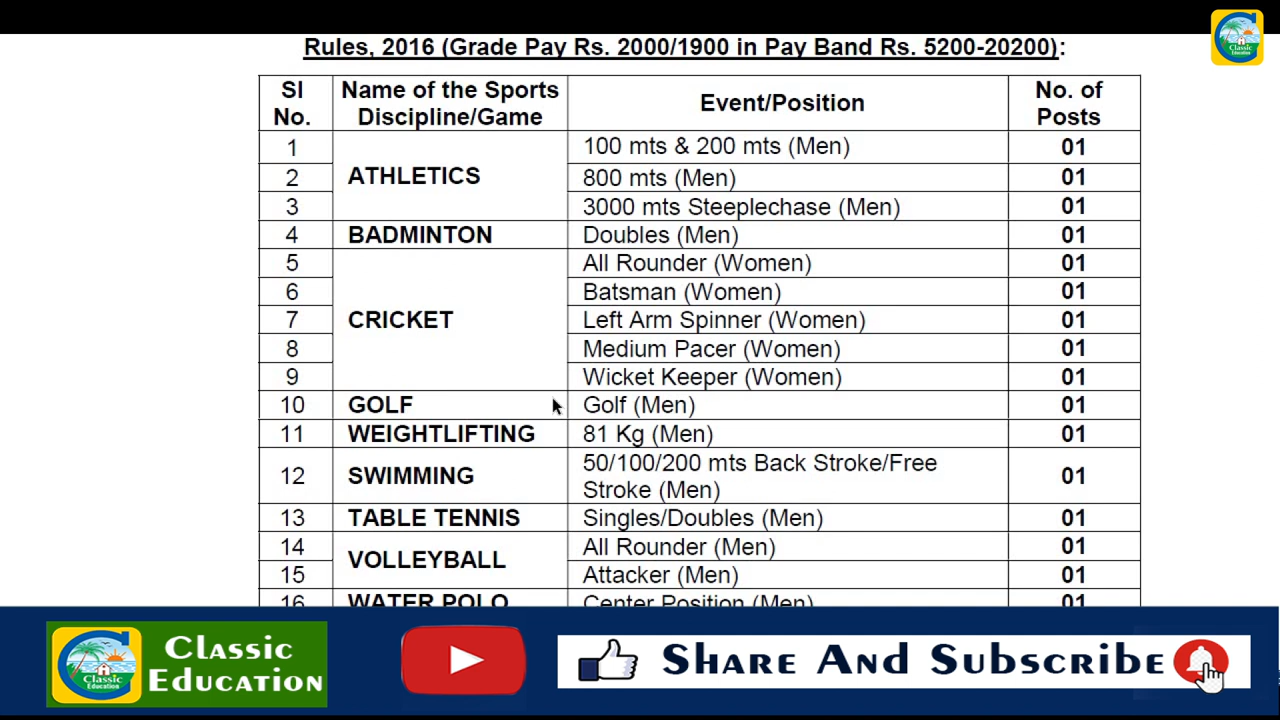 Rules, 2016 (Grade Pay Rs. 2000/1900 in Pay Band Rs. 5200-20200):
Sl No. Name of the Sports Discipline/Game Event/Position No. of Posts
1 ATHLETICS 100 mts & 200 mts (Men) 01
2 800 mts (Men) 01
3 3000 mts Steeplechase (Men) 01
4 BADMINTON Doubles (Men) 01
5 CRICKET All Rounder (Women) 01
6 Batsman (Women) 01
7 Left Arm Spinner (Women) 01
8 Medium Pacer (Women) 01
9 Wicket Keeper (Women) 01
10 GOLF Golf (Men) 01
11 WEIGHTLIFTING 81 Kg (Men) 01
12 SWIMMING 50/100/200 mts Back Stroke/Free Stroke (Men) 01
13 TABLE TENNIS Singles/Doubles (Men) 01
14 VOLLEYBALL All Rounder (Men) 01
15 Attacker (Men) 01
16 WATER POLO Center Position (Men) 01
Classic Education
Classic Education
CLASSIC
EDUCATION
SHARE AND SUBSCRIBE